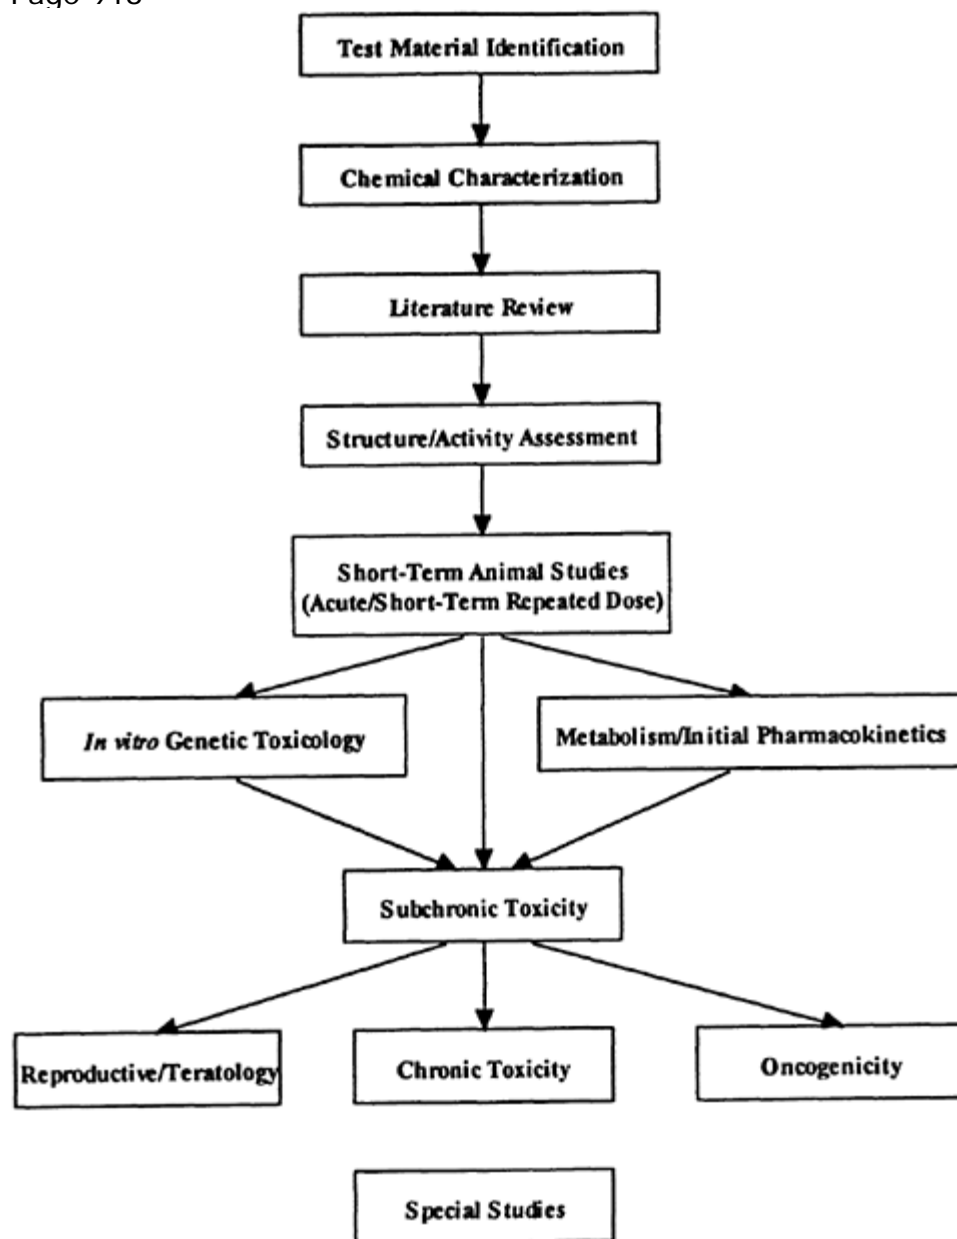 Test Material Identification
Chemical Characterization
Literature Review
Structure/Activity Assessment
Short-Term Animal Studies
(Acute/Short-Term Repeated Dose)
In vitro Genetic Toxicology
Metabolism/Initial Pharmacokinetics
Subchronic Toxicity
Reproductive/Teratology
Chronic Toxicity
Oncogenicity
Special Studies